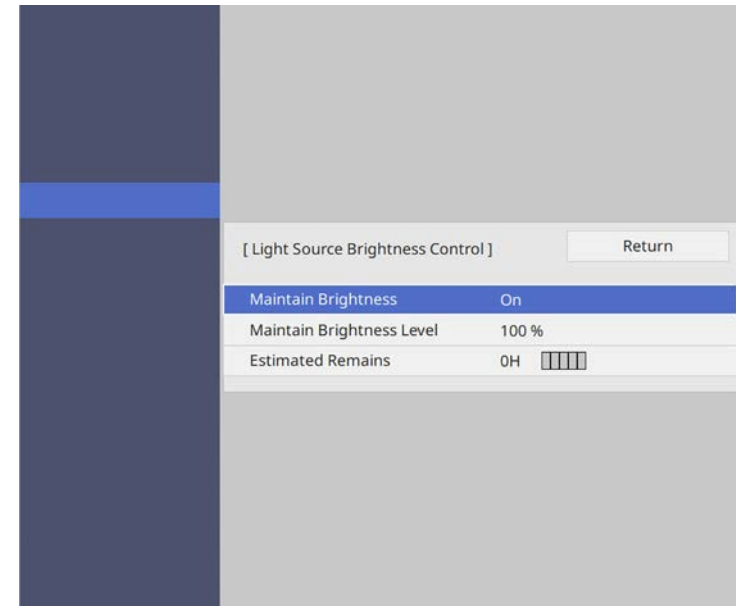 [ Light Source Brightness Control ] Return
Maintain Brightness On
Maintain Brightness Level 100 %
Estimated Remains 0H